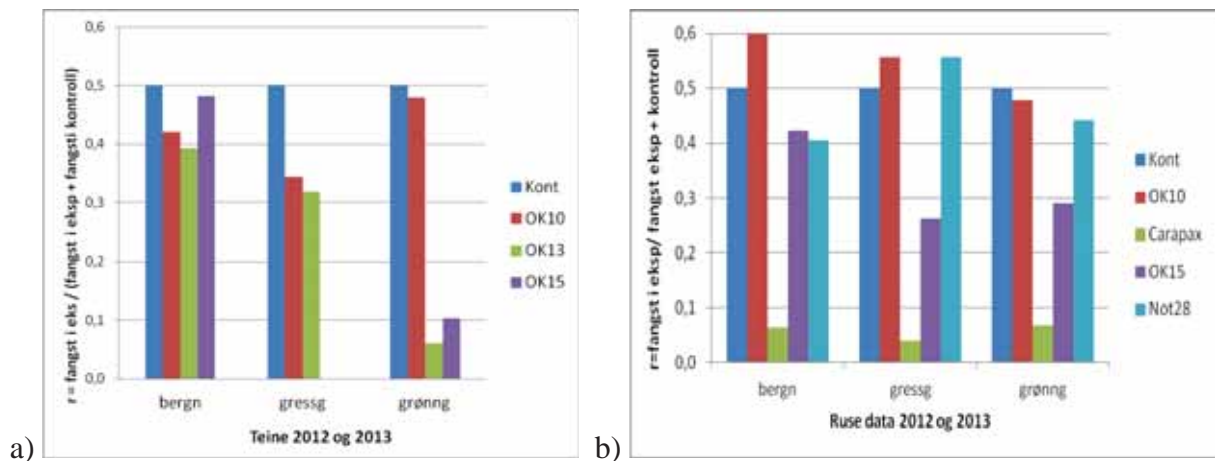 a)
r = fangst i eks / (fangst i eksp + fangsti kontroll)
0,6
0,5
0,4
0,3
0,2
0,1
0,0
bergn gressg grønng
Teine 2012 og 2013
Kont
OK10
OK13
OK15
b)
r=fangst i eksp/ fangst eksp + kontroll)
0,6
0,5
0,4
0,3
0,2
0,1
0,0
bergn gressg grønng
Ruse data 2012 og 2013
Kont
OK10
Carapax
OK15
Not28